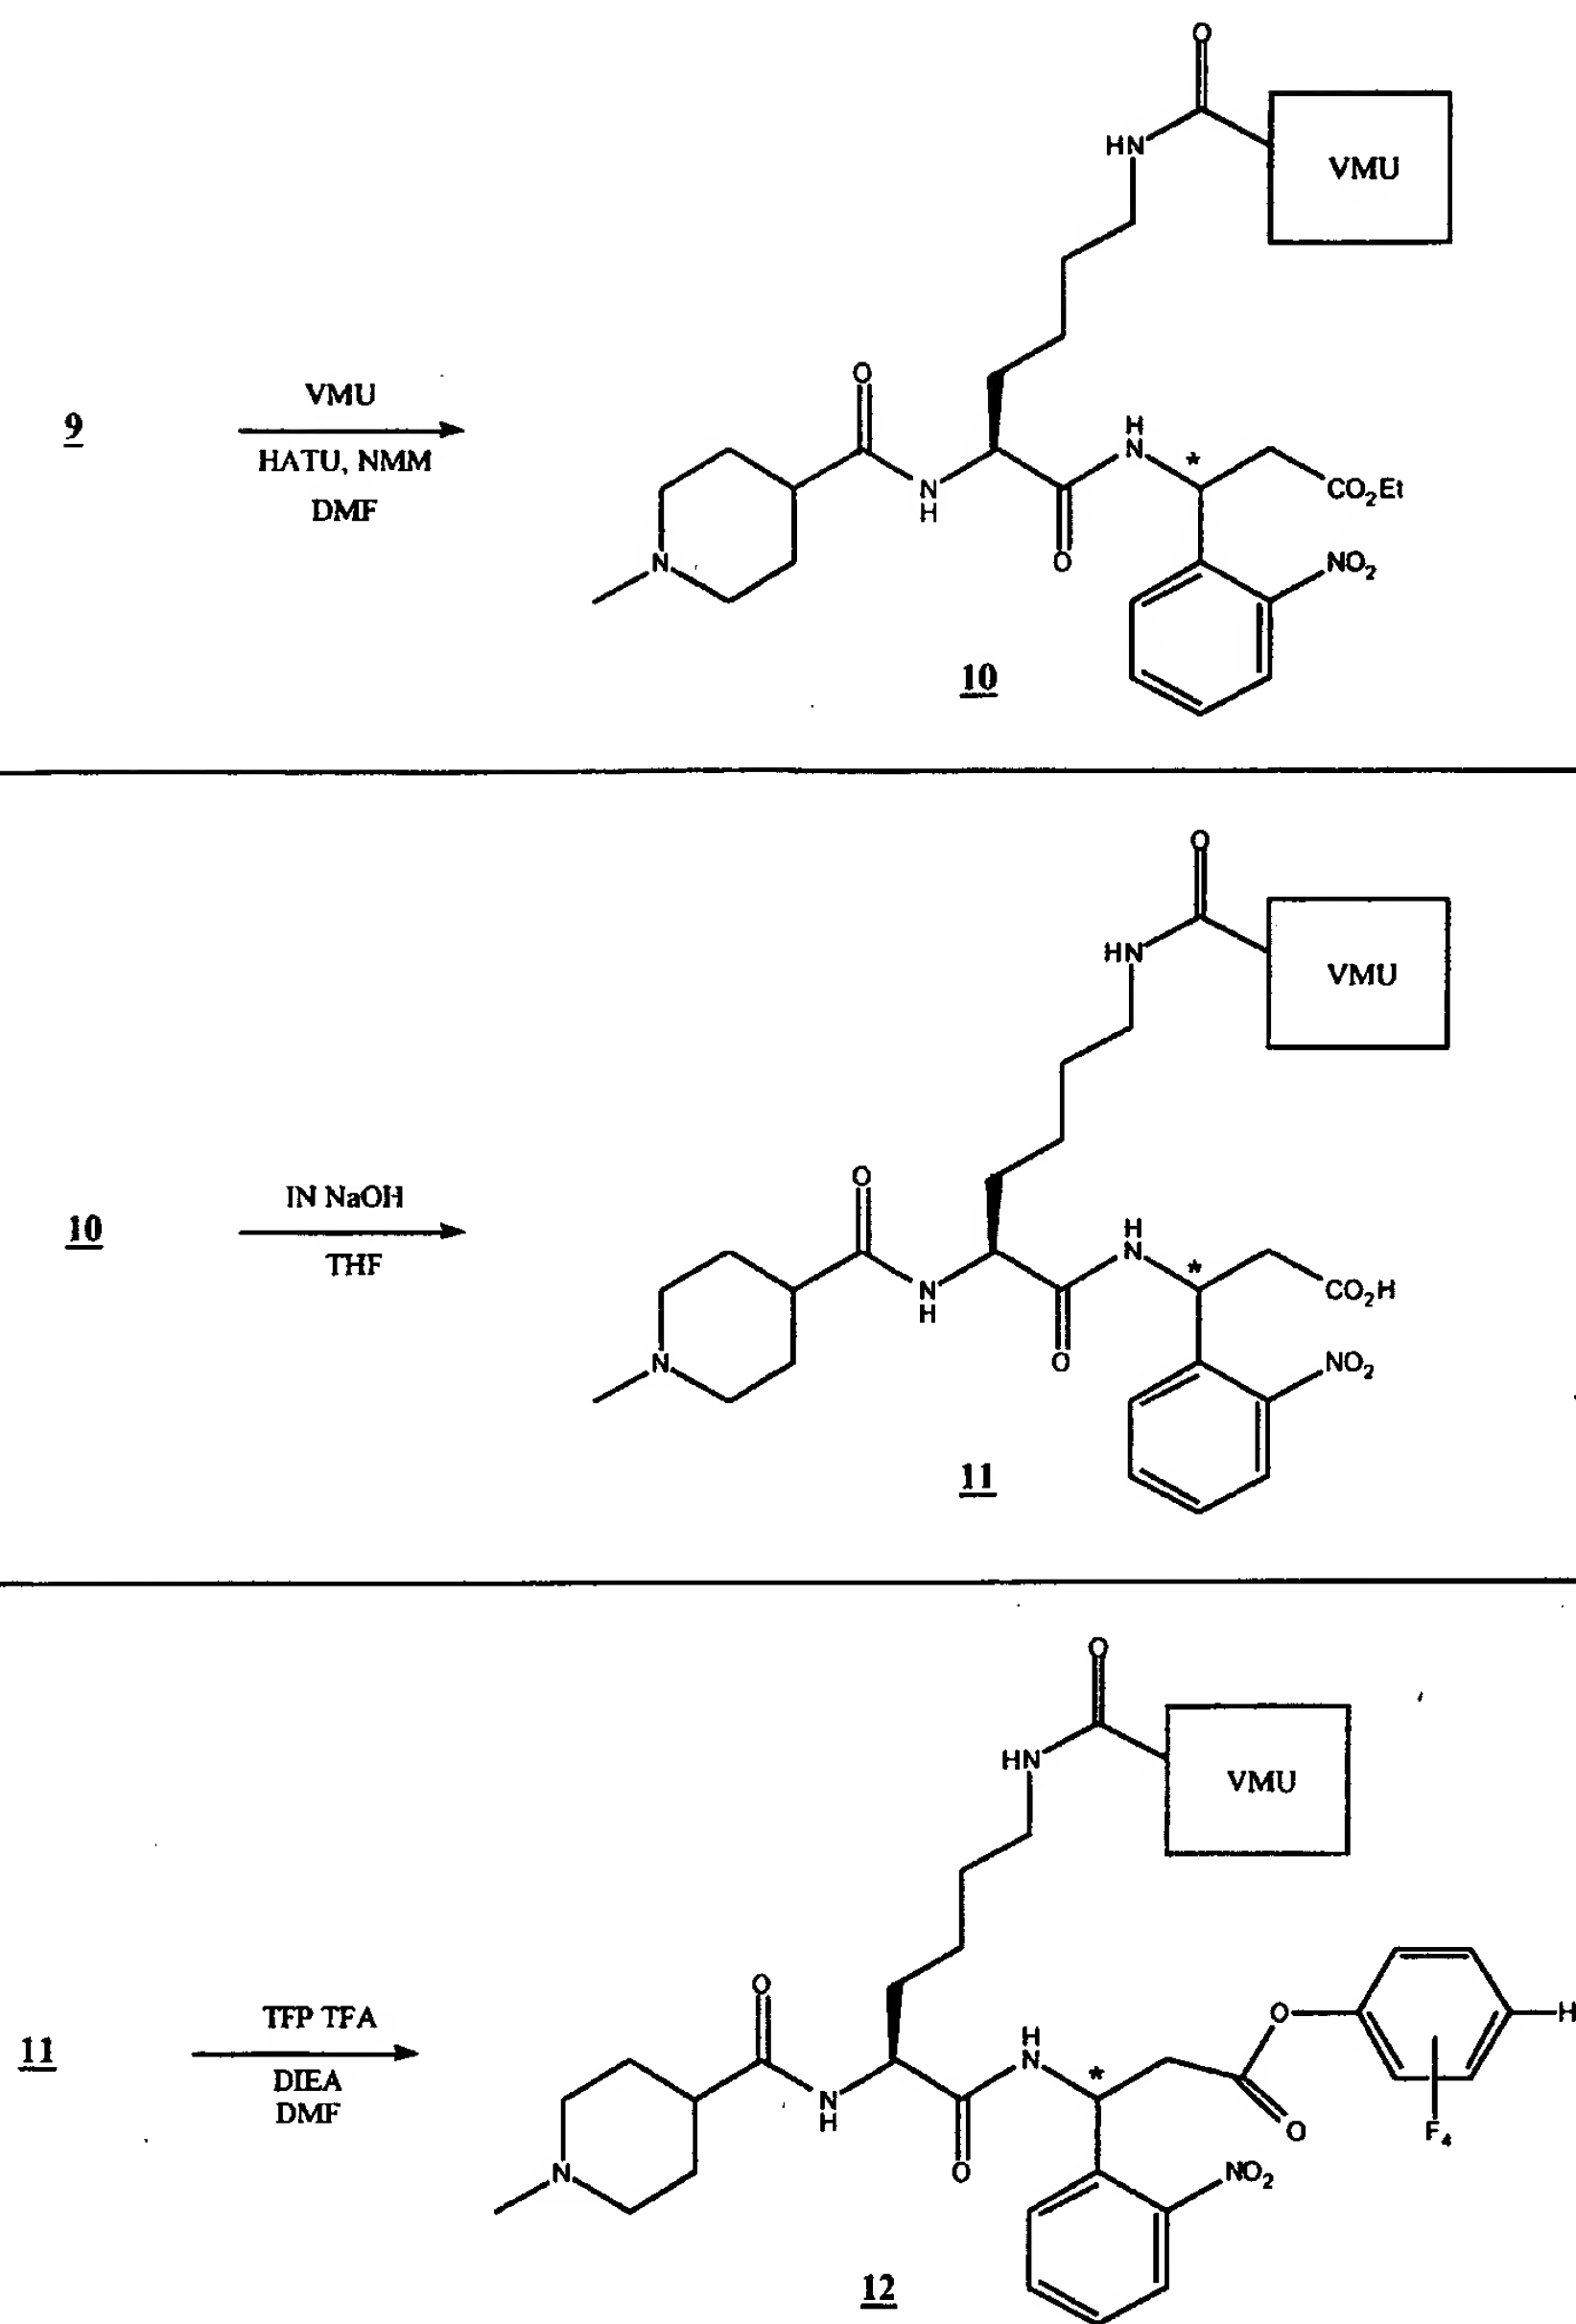 O
HN
VMU
VMU
9
HATU, NMM
DMF
O
N
H
H
N
*
CO2Et
O
N
NO2
10
O
HN
VMU
IN NaOH
10
THF
O
N
H
H
N
*
CO2H
O
N
NO2
11
O
HN
VMU
TFP TFA
11
DIEA
DMF
O
N
H
H
N
*
O
H
O
F4
O
N
NO2
12